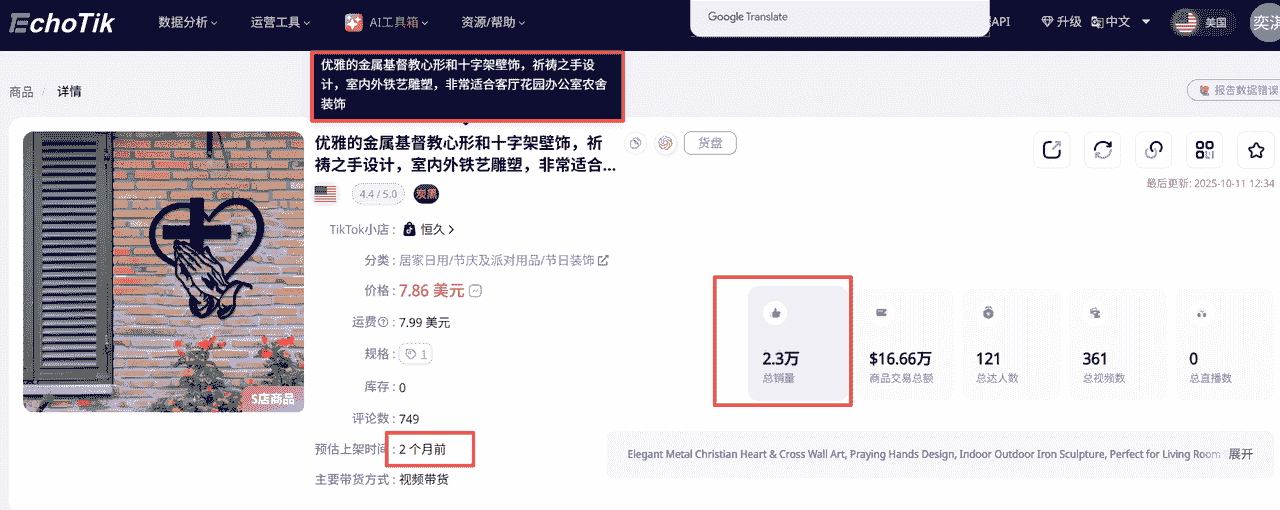 EchoTik
数据分析
运营工具
AI工具箱
资源/帮助
Google Translate
API
升级
中文
美国
奕淇
优雅的金属基督教心形和十字架壁饰，祈祷之手设
计，室内外铁艺雕塑，非常适合客厅花园办公室农舍
装饰
商品 / 详情
报告数据错误
优雅的金属基督教心形和十字架壁饰，祈
祷之手设计，室内外铁艺雕塑，非常适合...
货盘
最后更新: 2025-10-11 12:34
4.4 / 5.0
TikTok小店 : 恒久
分类 : 居家日用/节庆及派对用品/节日装饰
价格 : 7.86 美元
运费 : 7.99 美元
规格 : 1
库存 : 0
评论数 : 749
预估上架时间 : 2 个月前
主要带货方式 : 视频带货
S店商品
2.3万
总销量
$16.66万
商品交易总额
121
总达人数
361
总视频数
0
总直播数
Elegant Metal Christian Heart & Cross Wall Art, Praying Hands Design, Indoor Outdoor Iron Sculpture, Perfect for Living Room
展开